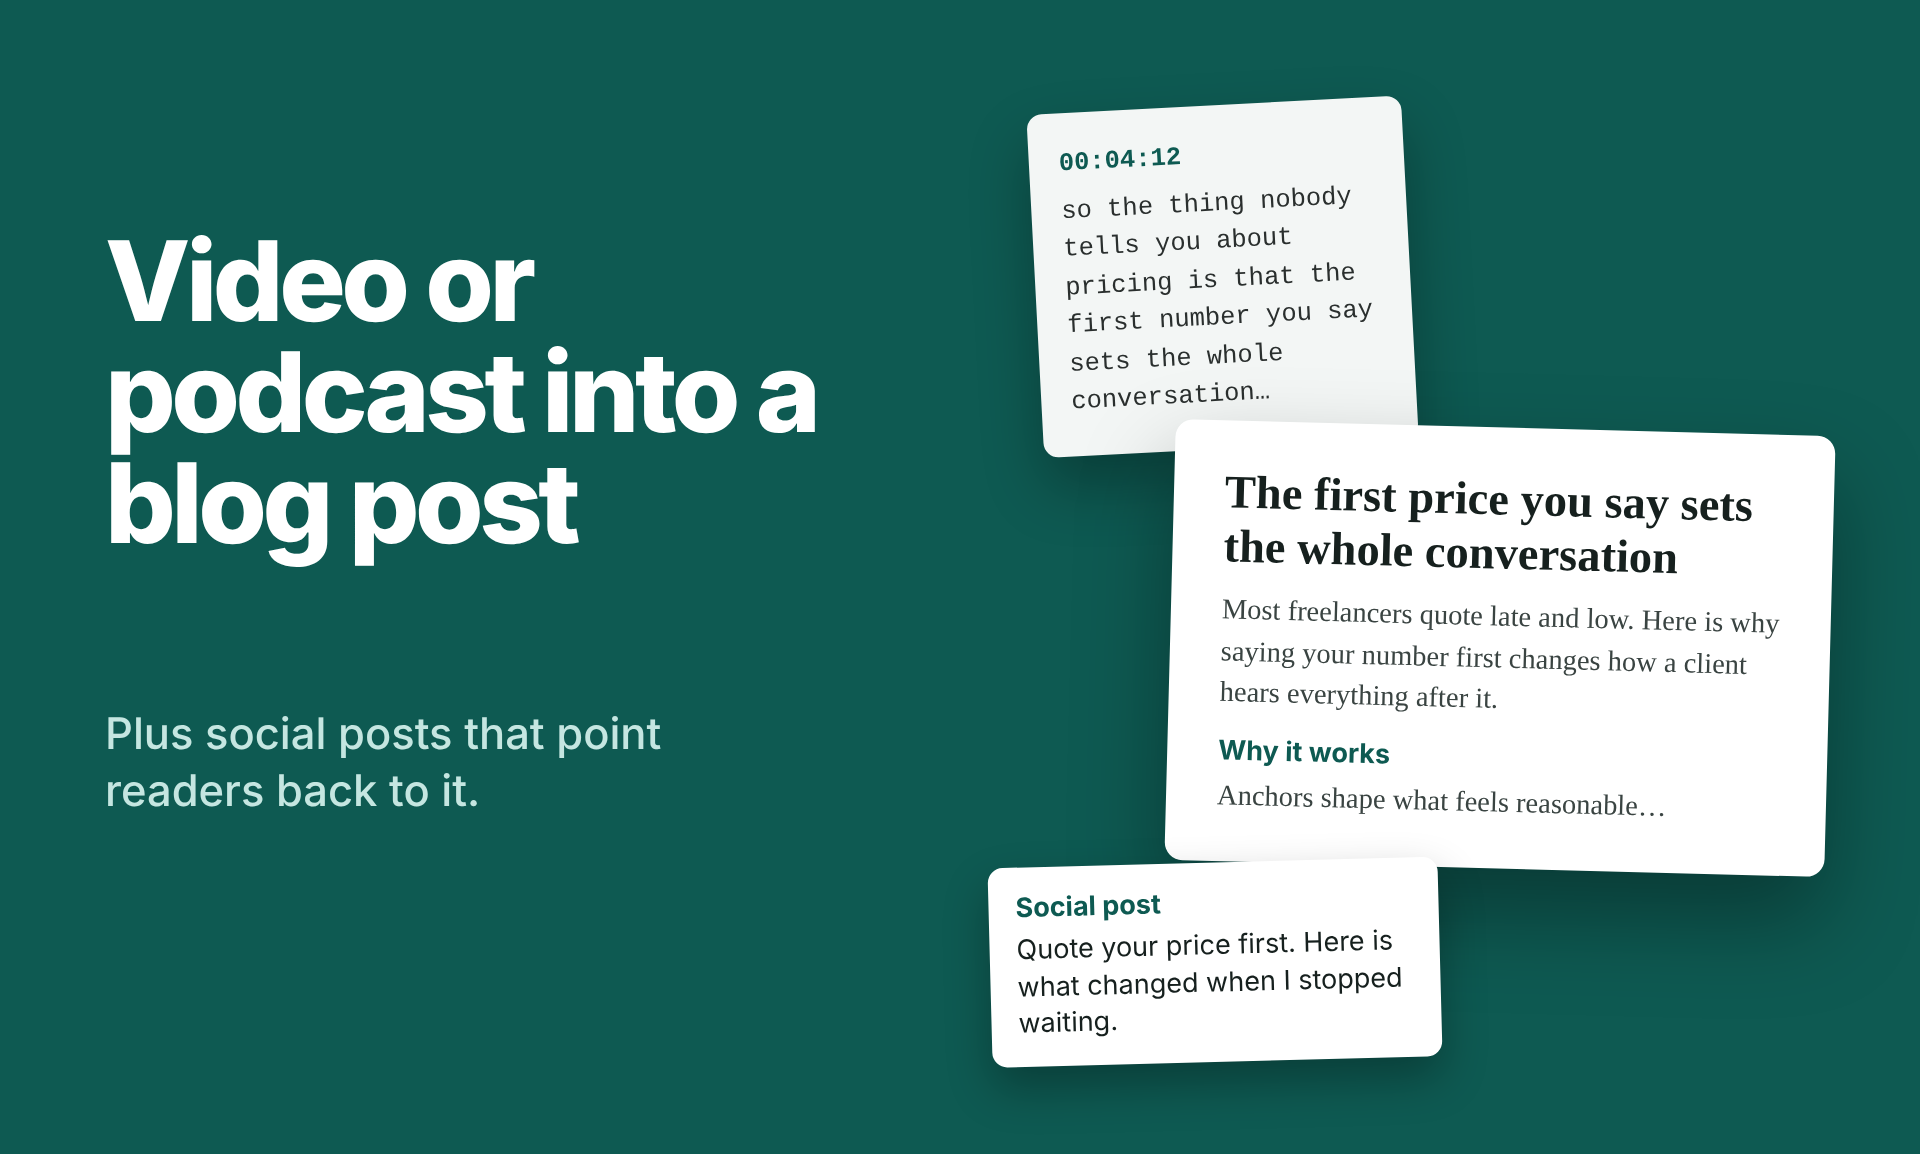 Video or
podcast into a
blog post
Plus social posts that point
readers back to it.
00:04:12
so the thing nobody
tells you about
pricing is that the
first number you say
sets the whole
conversation…
The first price you say sets
the whole conversation
Most freelancers quote late and low. Here is why
saying your number first changes how a client
hears everything after it.
Why it works
Anchors shape what feels reasonable…
Social post
Quote your price first. Here is
what changed when I stopped
waiting.